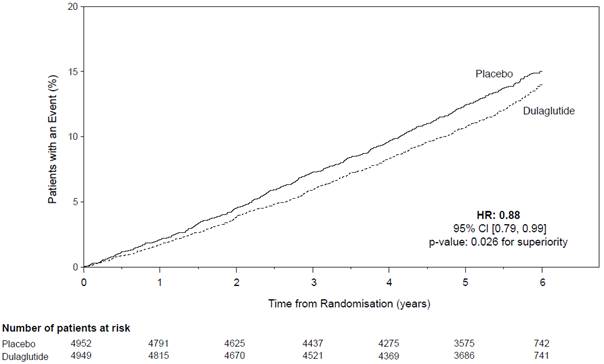 20
15
10
5
0
Patients with an Event (%)
Placebo
Dulaglutide
HR: 0.88
95% CI [0.79, 0.99]
p-value: 0.026 for superiority
0 1 2 3 4 5 6
Time from Randomisation (years)
Number of patients at risk
Placebo 4952 4791 4625 4437 4275 3575 742
Dulaglutide 4949 4815 4670 4521 4369 3686 741